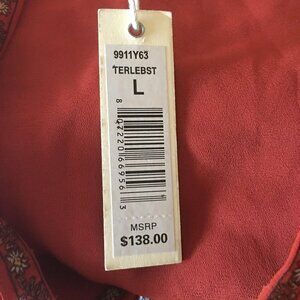 9911Y63
TERLEBST
L
MSRP
$138.00